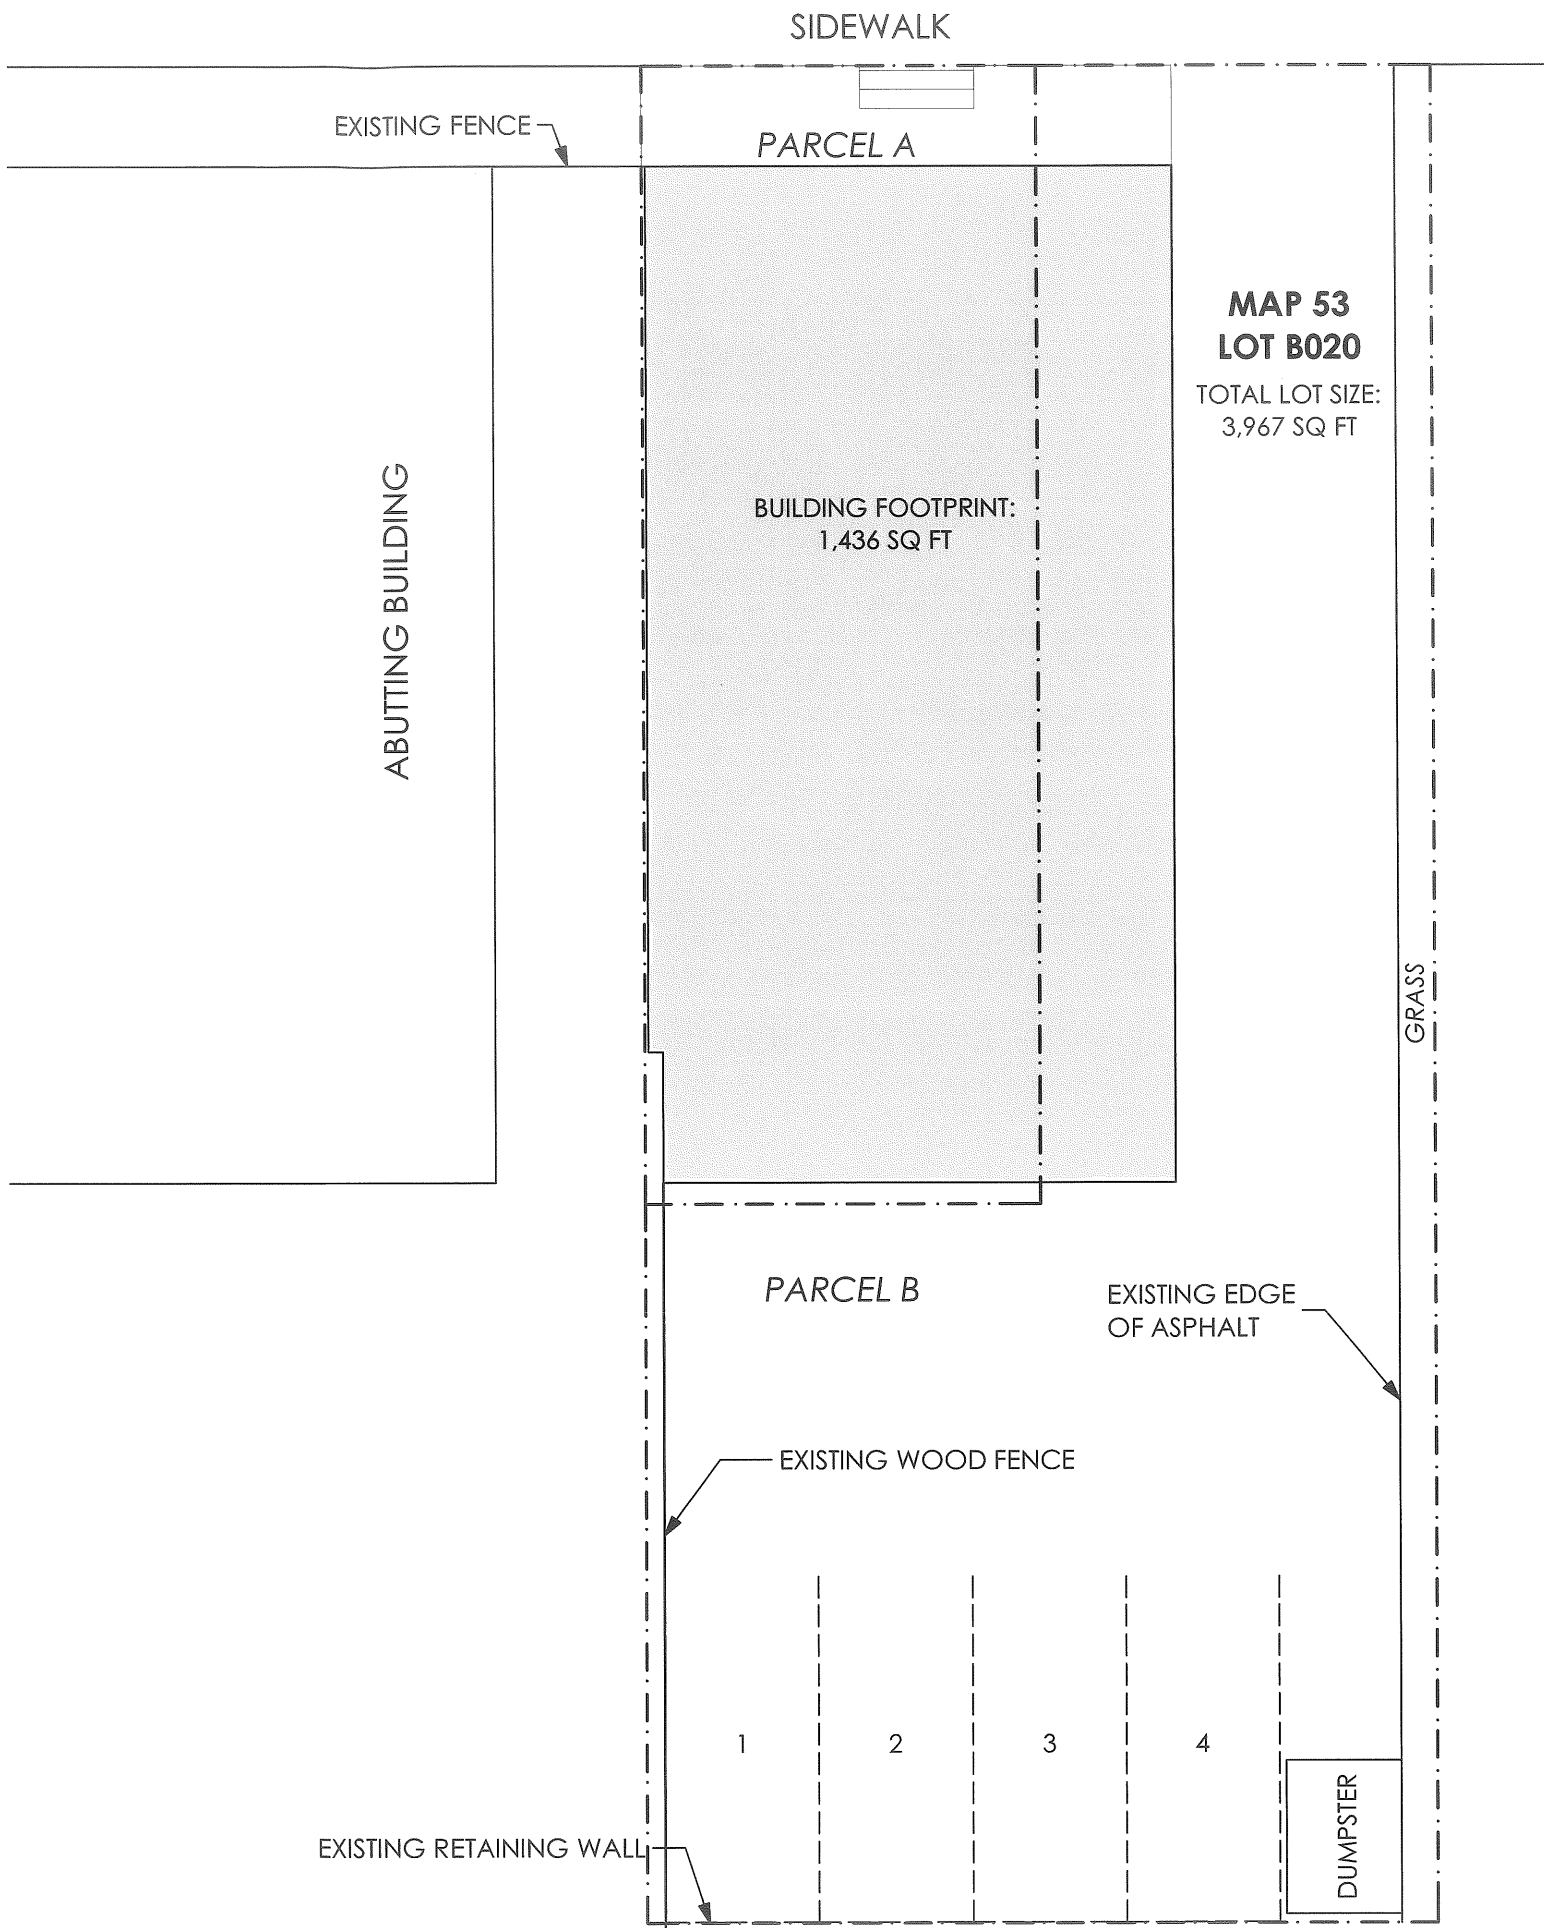 SIDEWALK
EXISTING FENCE
PARCEL A
MAP 53
LOT B020
TOTAL LOT SIZE:
3,967 SQ FT
BUILDING FOOTPRINT:
1,436 SQ FT
ABUTTING BUILDING
GRASS
PARCEL B
EXISTING EDGE
OF ASPHALT
EXISTING WOOD FENCE
1
2
3
4
DUMPSTER
EXISTING RETAINING WALL